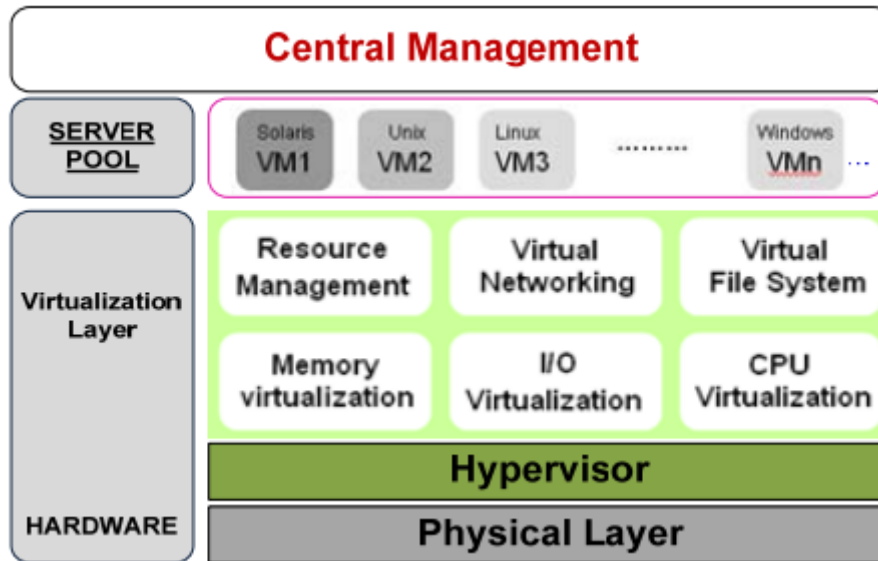 Central Management
SERVER
POOL
Solaris
VM1
Unix
VM2
Linux
VM3
.........
Windows
VMn
...
Virtualization
Layer
HARDWARE
Resource
Management
Virtual
Networking
Virtual
File System
Memory
virtualization
I/O
Virtualization
CPU
Virtualization
Hypervisor
Physical Layer